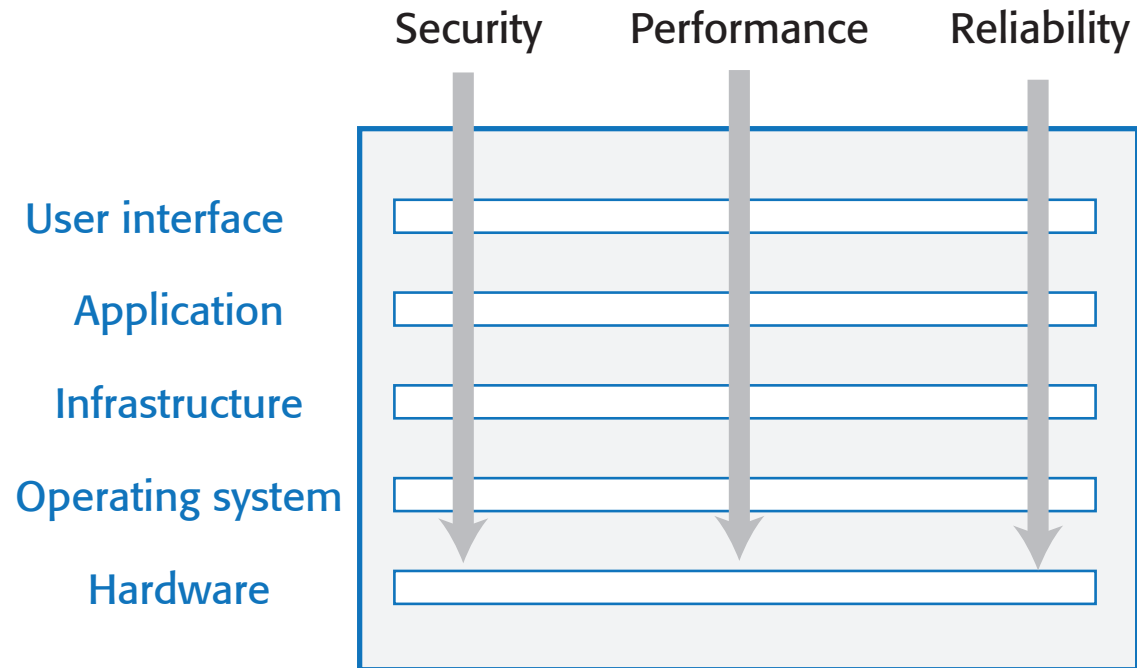 Security Performance Reliability
User interface
Application
Infrastructure
Operating system
Hardware